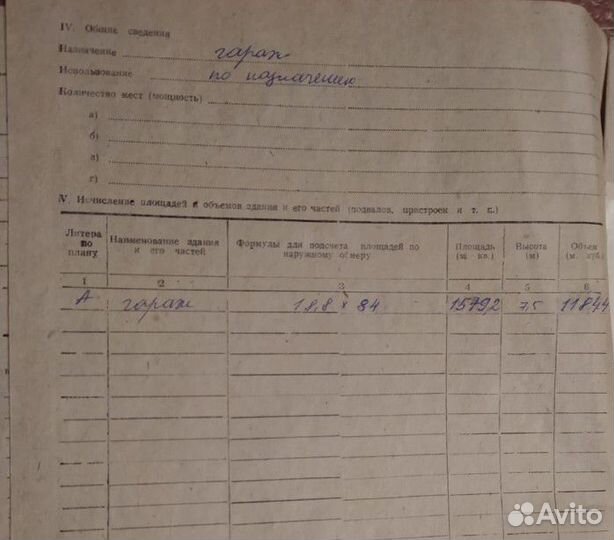 IV. Общие сведения
Назначение гараж
Использование по назначению
Количество мест (мощность)
а)
б)
в)
г)
V. Исчисление площадей и объемов здания и его частей (подвалов, пристроек и т. п.)
Литера по плану Наименование здания и его частей Формулы для подсчета площадей по наружному обмеру Площадь (м. кв.) Высота (м) Объем (м. куб.)
1 2 3 4 5 6
А гараж 18,8 х 84 1579,2 7,5 11844
Avito